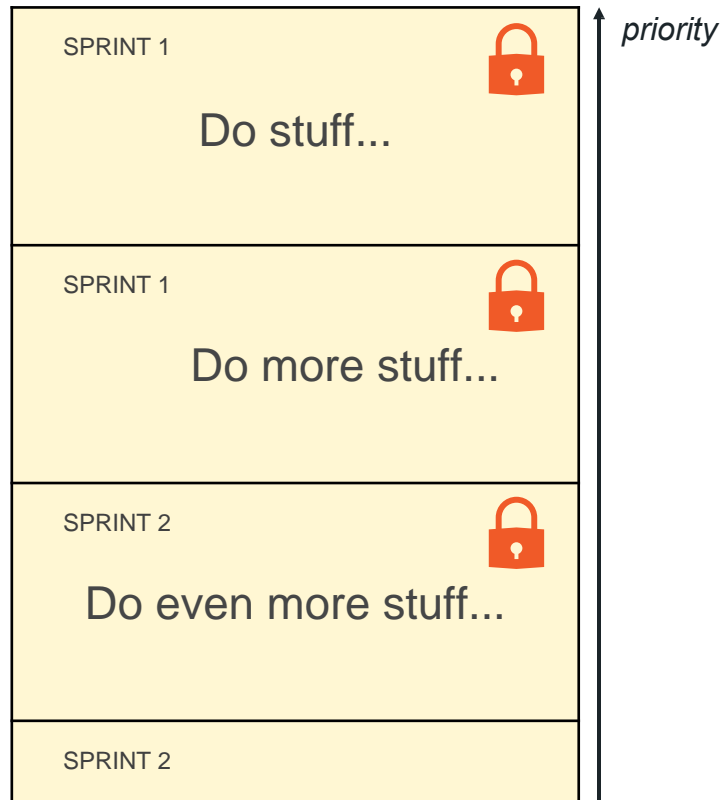 priority
SPRINT 1
Do stuff...
SPRINT 1
Do more stuff...
SPRINT 2
Do even more stuff...
SPRINT 2